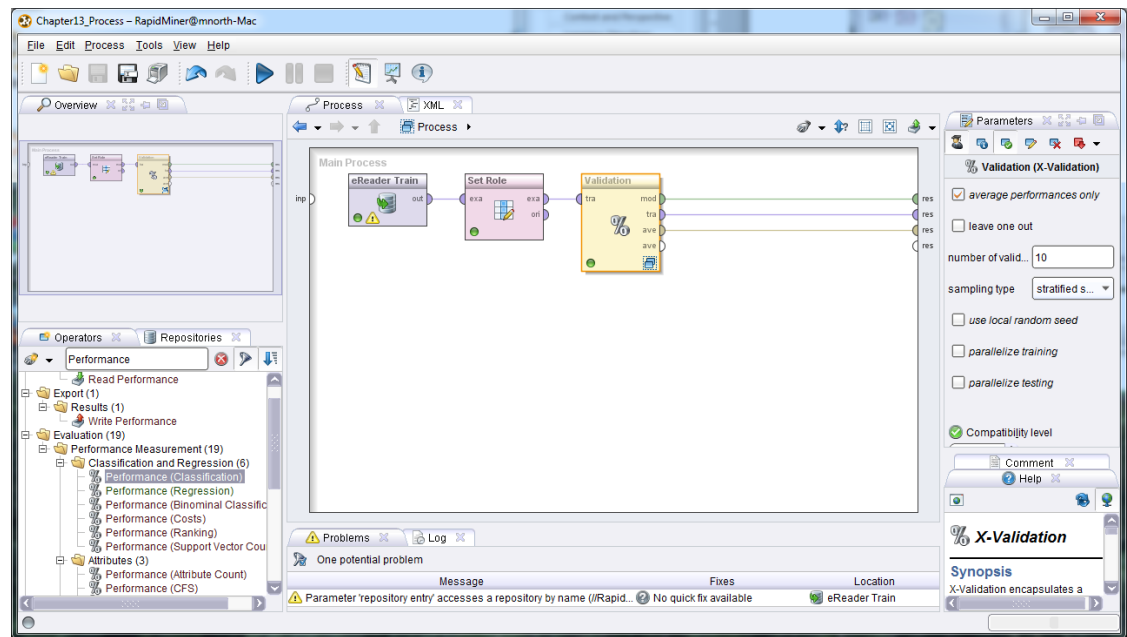 Chapter13_Process – RapidMiner@mnorth-Mac
File Edit Process Tools View Help
Overview
Process XML
Process
Main Process
inp
eReader Train
out
Set Role
exa exa
ori
Validation
tra mod
tra
ave
ave
res
res
res
res
Operators Repositories
Performance
Read Performance
Export (1)
Results (1)
Write Performance
Evaluation (19)
Performance Measurement (19)
Classification and Regression (6)
Performance (Classification)
Performance (Regression)
Performance (Binominal Classific
Performance (Costs)
Performance (Ranking)
Performance (Support Vector Cou
Attributes (3)
Performance (Attribute Count)
Performance (CFS)
Problems Log
One potential problem
Message Fixes Location
Parameter 'repository entry' accesses a repository by name (//Rapid... No quick fix available eReader Train
Parameters
Validation (X-Validation)
average performances only
leave one out
number of valid... 10
sampling type stratified s...
use local random seed
parallelize training
parallelize testing
Compatibility level
Comment
Help
X-Validation
Synopsis
X-Validation encapsulates a